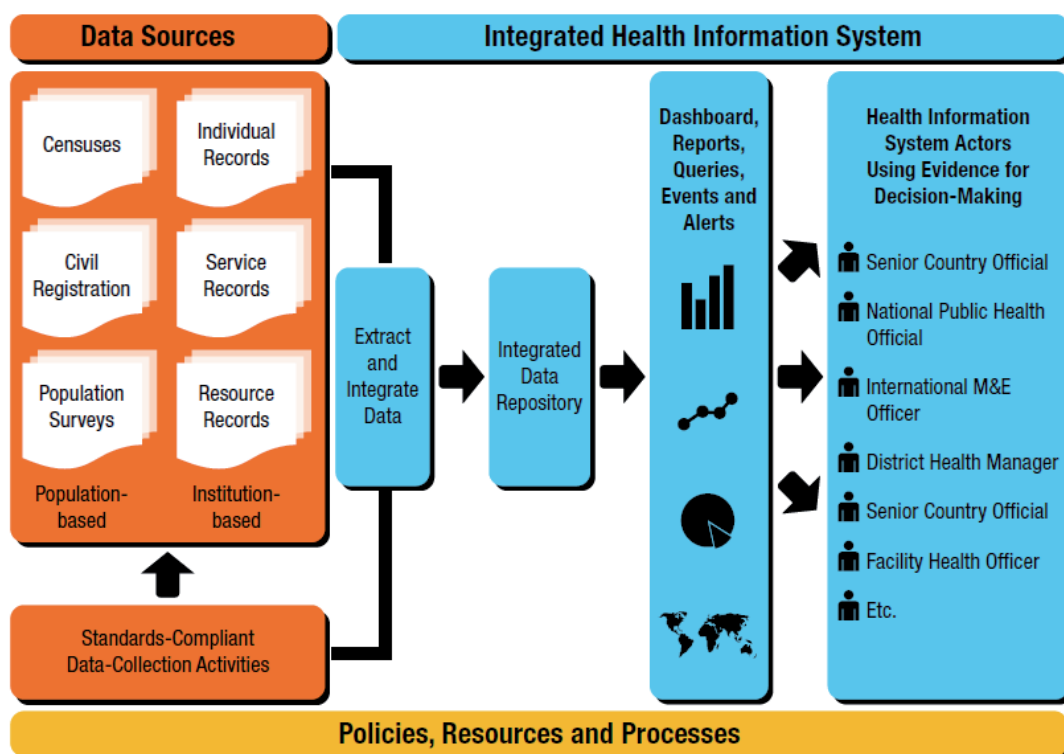 Data Sources
Integrated Health Information System
Censuses
Individual
Records
Civil
Registration
Service
Records
Population
Surveys
Resource
Records
Population-
based
Institution-
based
Standards-Compliant
Data-Collection Activities
Extract
and
Integrate
Data
Integrated
Data
Repository
Dashboard,
Reports,
Queries,
Events and
Alerts
Health Information
System Actors
Using Evidence for
Decision-Making
Senior Country Official
National Public Health
Official
International M&E
Officer
District Health Manager
Senior Country Official
Facility Health Officer
Etc.
Policies, Resources and Processes